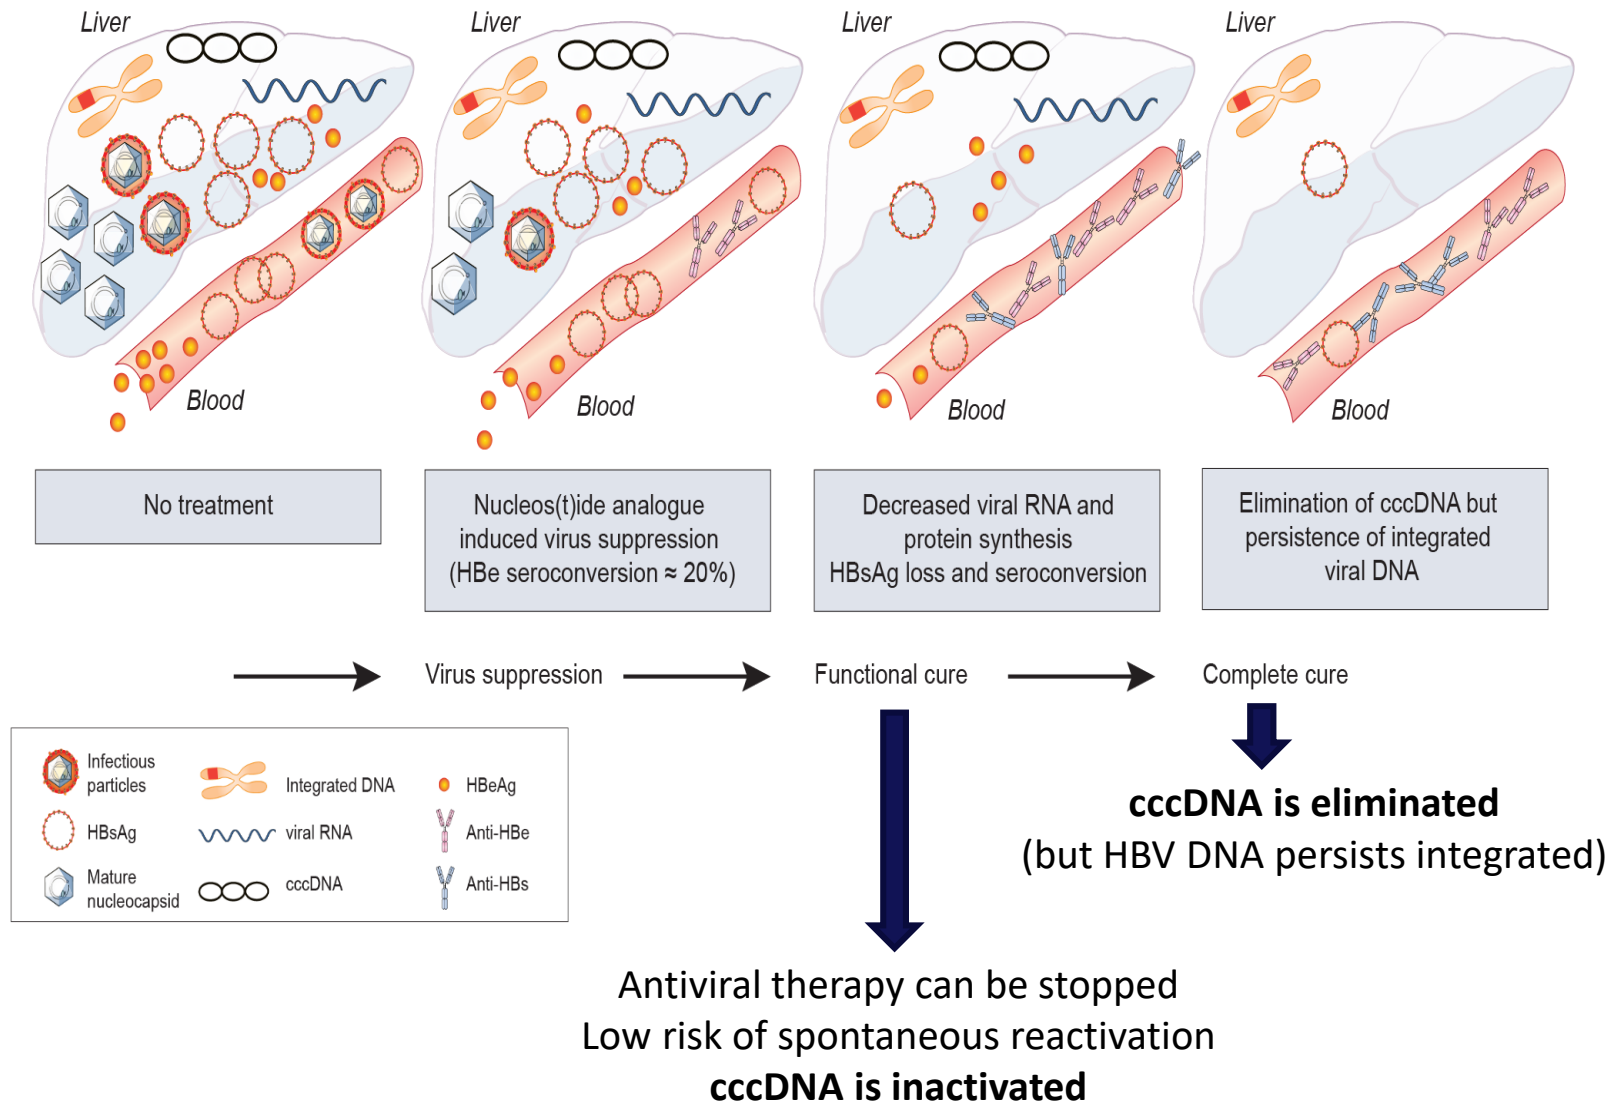 Liver
Liver
Liver
Liver
Blood
Blood
Blood
Blood
No treatment
Nucleos(t)ide analogue
induced virus suppression
(HBe seroconversion ≈ 20%)
Decreased viral RNA and
protein synthesis
HBsAg loss and seroconversion
Elimination of cccDNA but
persistence of integrated
viral DNA
Virus suppression
Functional cure
Complete cure
Infectious
particles
Integrated DNA
HBeAg
HBsAg
viral RNA
Anti-HBe
Mature
nucleocapsid
cccDNA
Anti-HBs
cccDNA is eliminated
(but HBV DNA persists integrated)
Antiviral therapy can be stopped
Low risk of spontaneous reactivation
cccDNA is inactivated